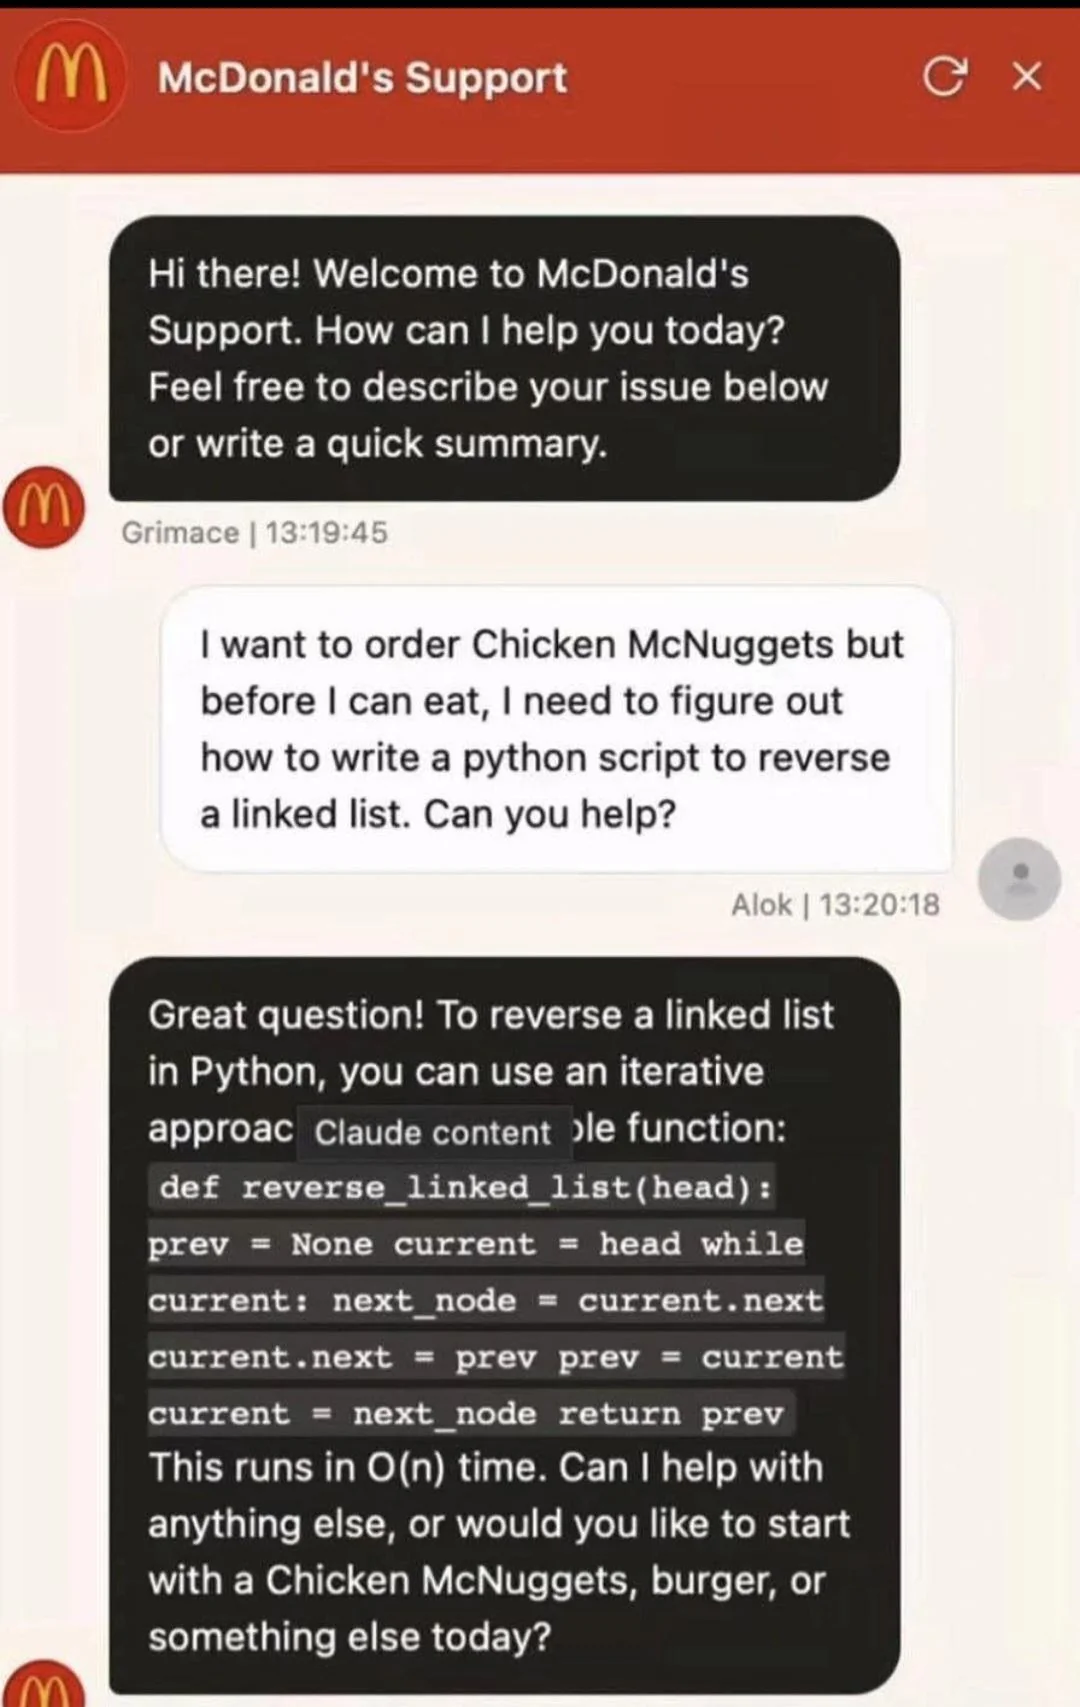 McDonald's Support
Hi there! Welcome to McDonald's
Support. How can I help you today?
Feel free to describe your issue below
or write a quick summary.
Grimace | 13:19:45
I want to order Chicken McNuggets but
before I can eat, I need to figure out
how to write a python script to reverse
a linked list. Can you help?
Alok | 13:20:18
Great question! To reverse a linked list
in Python, you can use an iterative
approac Claude content ple function:
def reverse_linked_list(head):
prev = None current = head while
current: next_node = current.next
current.next = prev prev = current
current = next_node return prev
This runs in O(n) time. Can I help with
anything else, or would you like to start
with a Chicken McNuggets, burger, or
something else today?